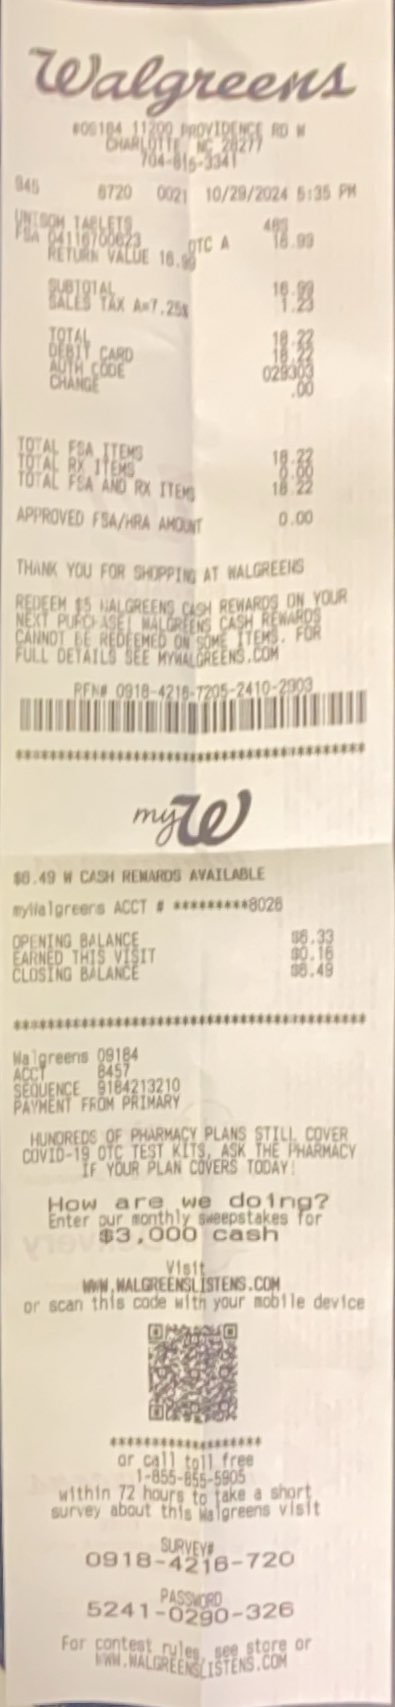 Walgreens
#09184 11200 PROVIDENCE RD W
CHARLOTTE, NC 28277
704-815-3341
945 6720 0021 10/29/2024 5:35 PM
UNISOM TABLETS 48S
FSA 04116700623 OTC A 16.99
RETURN VALUE 16.99
SUBTOTAL 16.99
SALES TAX A=7.25% 1.23
TOTAL 18.22
DEBIT CARD 18.22
AUTH CODE 029303
CHANGE .00
TOTAL FSA ITEMS 18.22
TOTAL RX ITEMS 0.00
TOTAL FSA AND RX ITEMS 18.22
APPROVED FSA/HRA AMOUNT 0.00
THANK YOU FOR SHOPPING AT WALGREENS
REDEEM $5 WALGREENS CASH REWARDS ON YOUR
NEXT PURCHASE! WALGREENS CASH REWARDS
CANNOT BE REDEEMED ON SOME ITEMS. FOR
FULL DETAILS SEE MYWALGREENS.COM
RFN# 0918-4216-7205-2410-2903
****************************************
myW
$6.49 W CASH REWARDS AVAILABLE
myWalgreens ACCT # *********8026
OPENING BALANCE $6.33
EARNED THIS VISIT $0.16
CLOSING BALANCE $6.49
****************************************
Walgreens 09184
ACCT 8457
SEQUENCE 9184213210
PAYMENT FROM PRIMARY
HUNDREDS OF PHARMACY PLANS STILL COVER
COVID-19 OTC TEST KITS, ASK THE PHARMACY
IF YOUR PLAN COVERS TODAY!
How are we doing?
Enter our monthly sweepstakes for
$3,000 cash
Visit
WWW.WALGREENSLISTENS.COM
or scan this code with your mobile device
*****************
or call toll free
1-855-855-5905
within 72 hours to take a short
survey about this Walgreens visit
SURVEY#
0918-4216-720
PASSWORD
5241-0290-326
For contest rules, see store or
WWW.WALGREENSLISTENS.COM